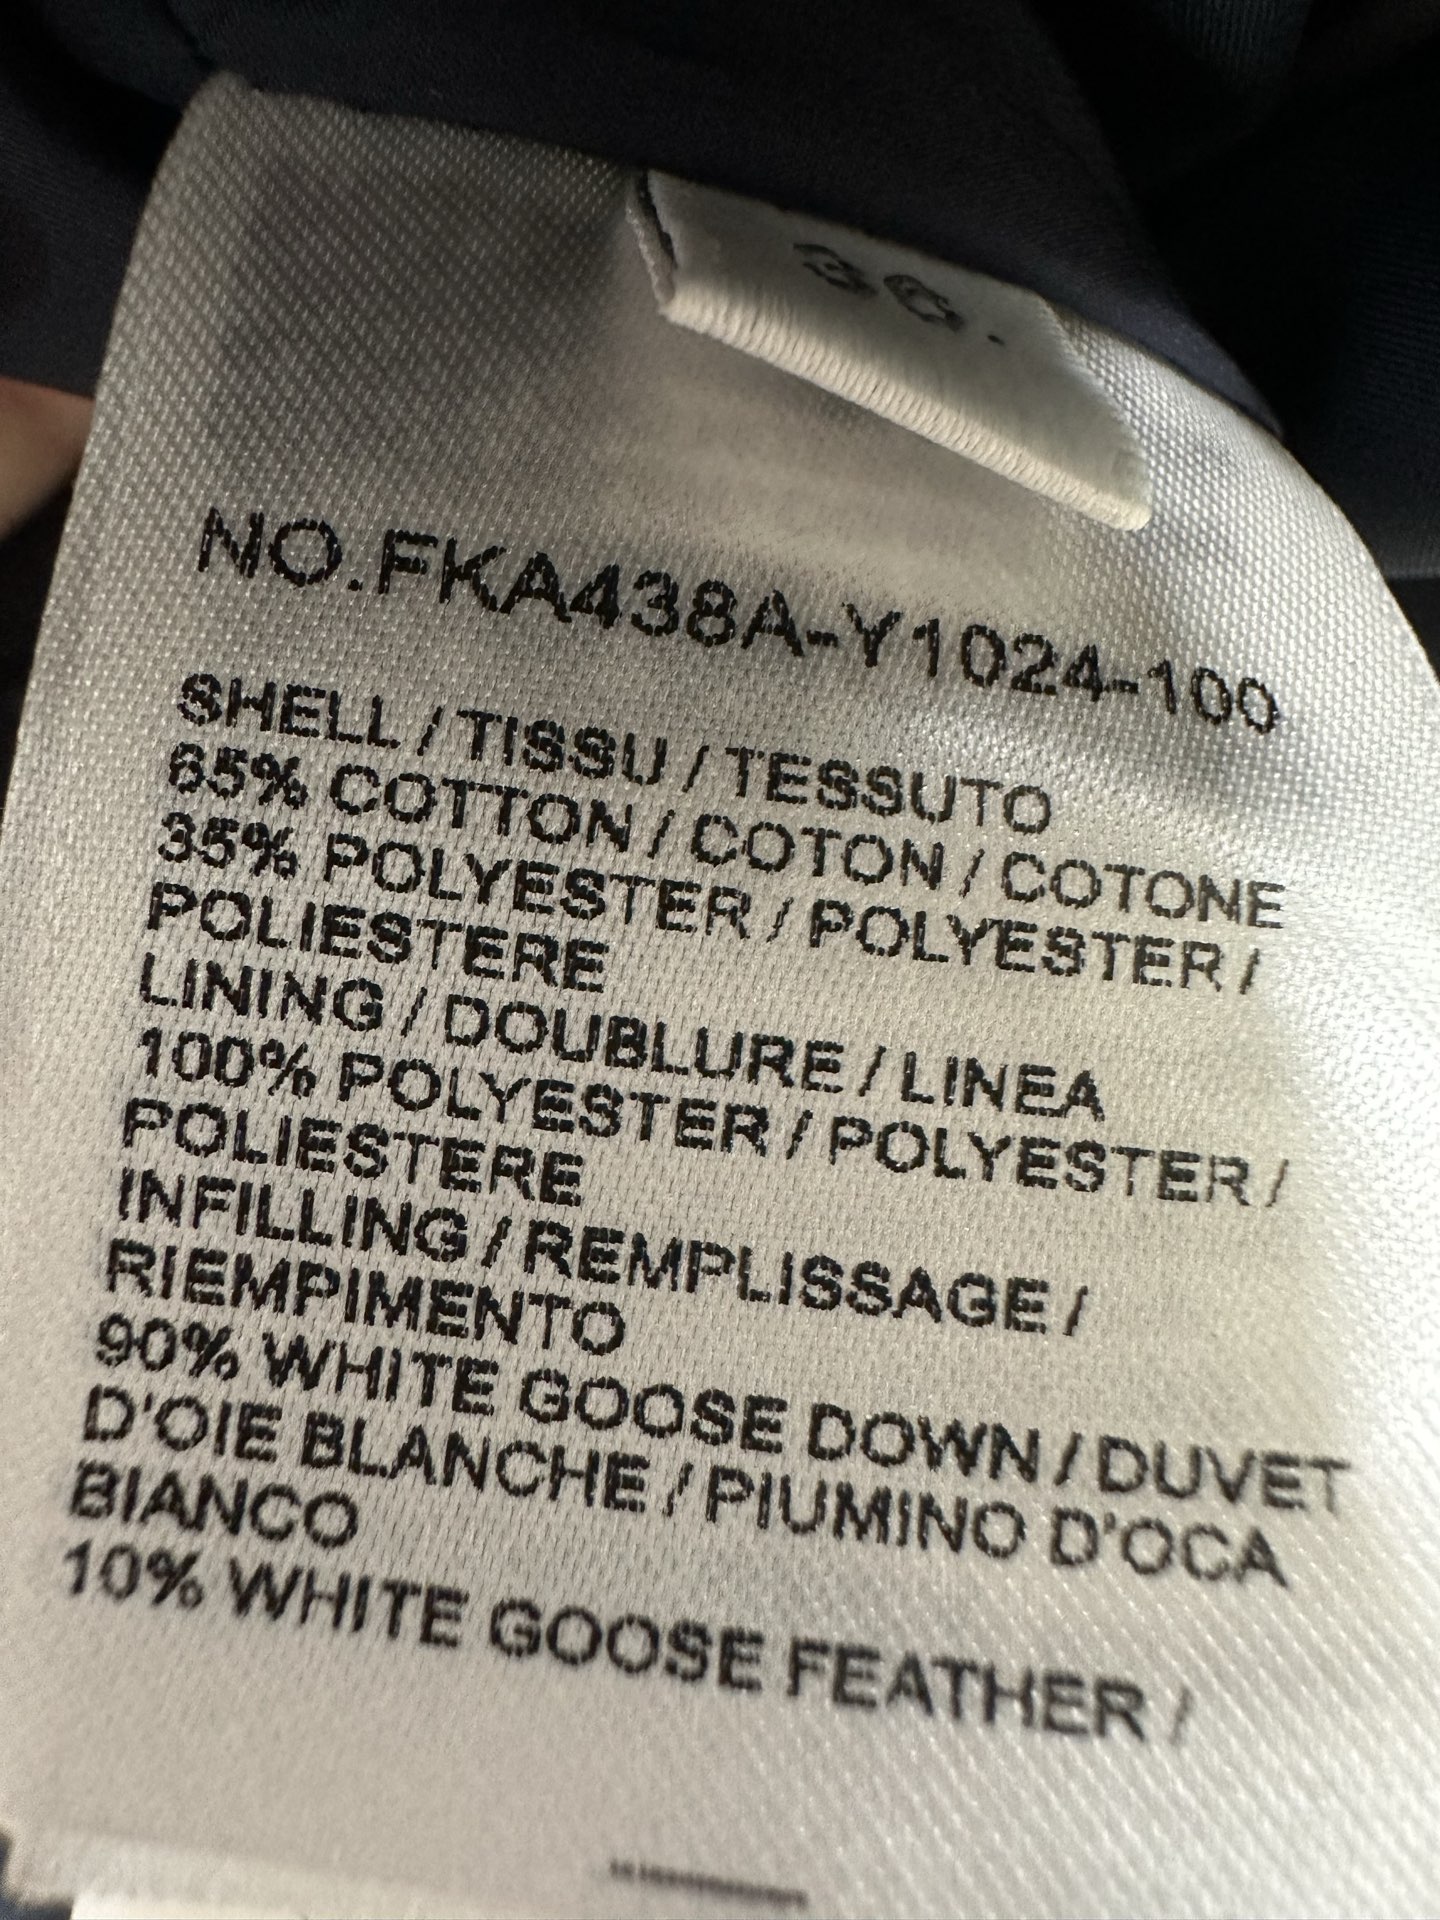 NO.FKA438A-Y1024-100
SHELL / TISSU / TESSUTO
65% COTTON / COTON / COTONE
35% POLYESTER / POLYESTER /
POLIESTERE
LINING / DOUBLURE / LINEA
100% POLYESTER / POLYESTER /
POLIESTERE
INFILLING / REMPLISSAGE /
RIEMPIMENTO
90% WHITE GOOSE DOWN / DUVET
D'OIE BLANCHE / PIUMINO D'OCA
BIANCO
10% WHITE GOOSE FEATHER /